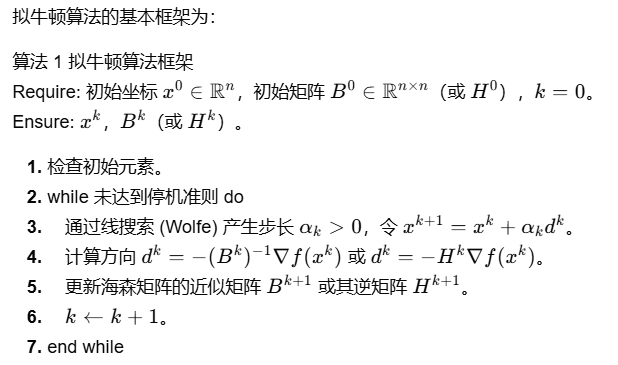 拟牛顿算法的基本框架为：
算法 1 拟牛顿算法框架
Require: 初始坐标 $x^0 \in \mathbb{R}^n$，初始矩阵 $B^0 \in \mathbb{R}^{n \times n}$（或 $H^0$），$k = 0$。
Ensure: $x^k$，$B^k$（或 $H^k$）。
1. 检查初始元素。
2. while 未达到停机准则 do
3. 通过线搜索 (Wolfe) 产生步长 $\alpha_k > 0$，令 $x^{k+1} = x^k + \alpha_k d^k$。
4. 计算方向 $d^k = -(B^k)^{-1} \nabla f(x^k)$ 或 $d^k = -H^k \nabla f(x^k)$。
5. 更新海森矩阵的近似矩阵 $B^{k+1}$ 或其逆矩阵 $H^{k+1}$。
6. $k \leftarrow k + 1$。
7. end while